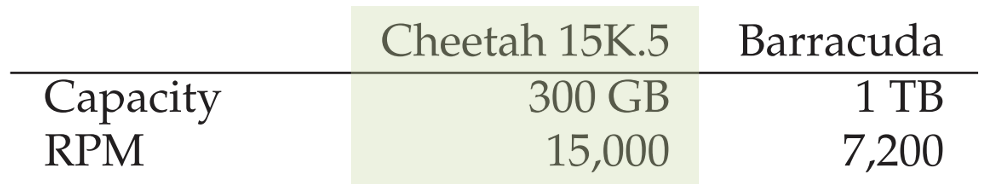 Cheetah 15K.5 Barracuda
Capacity 300 GB 1 TB
RPM 15,000 7,200